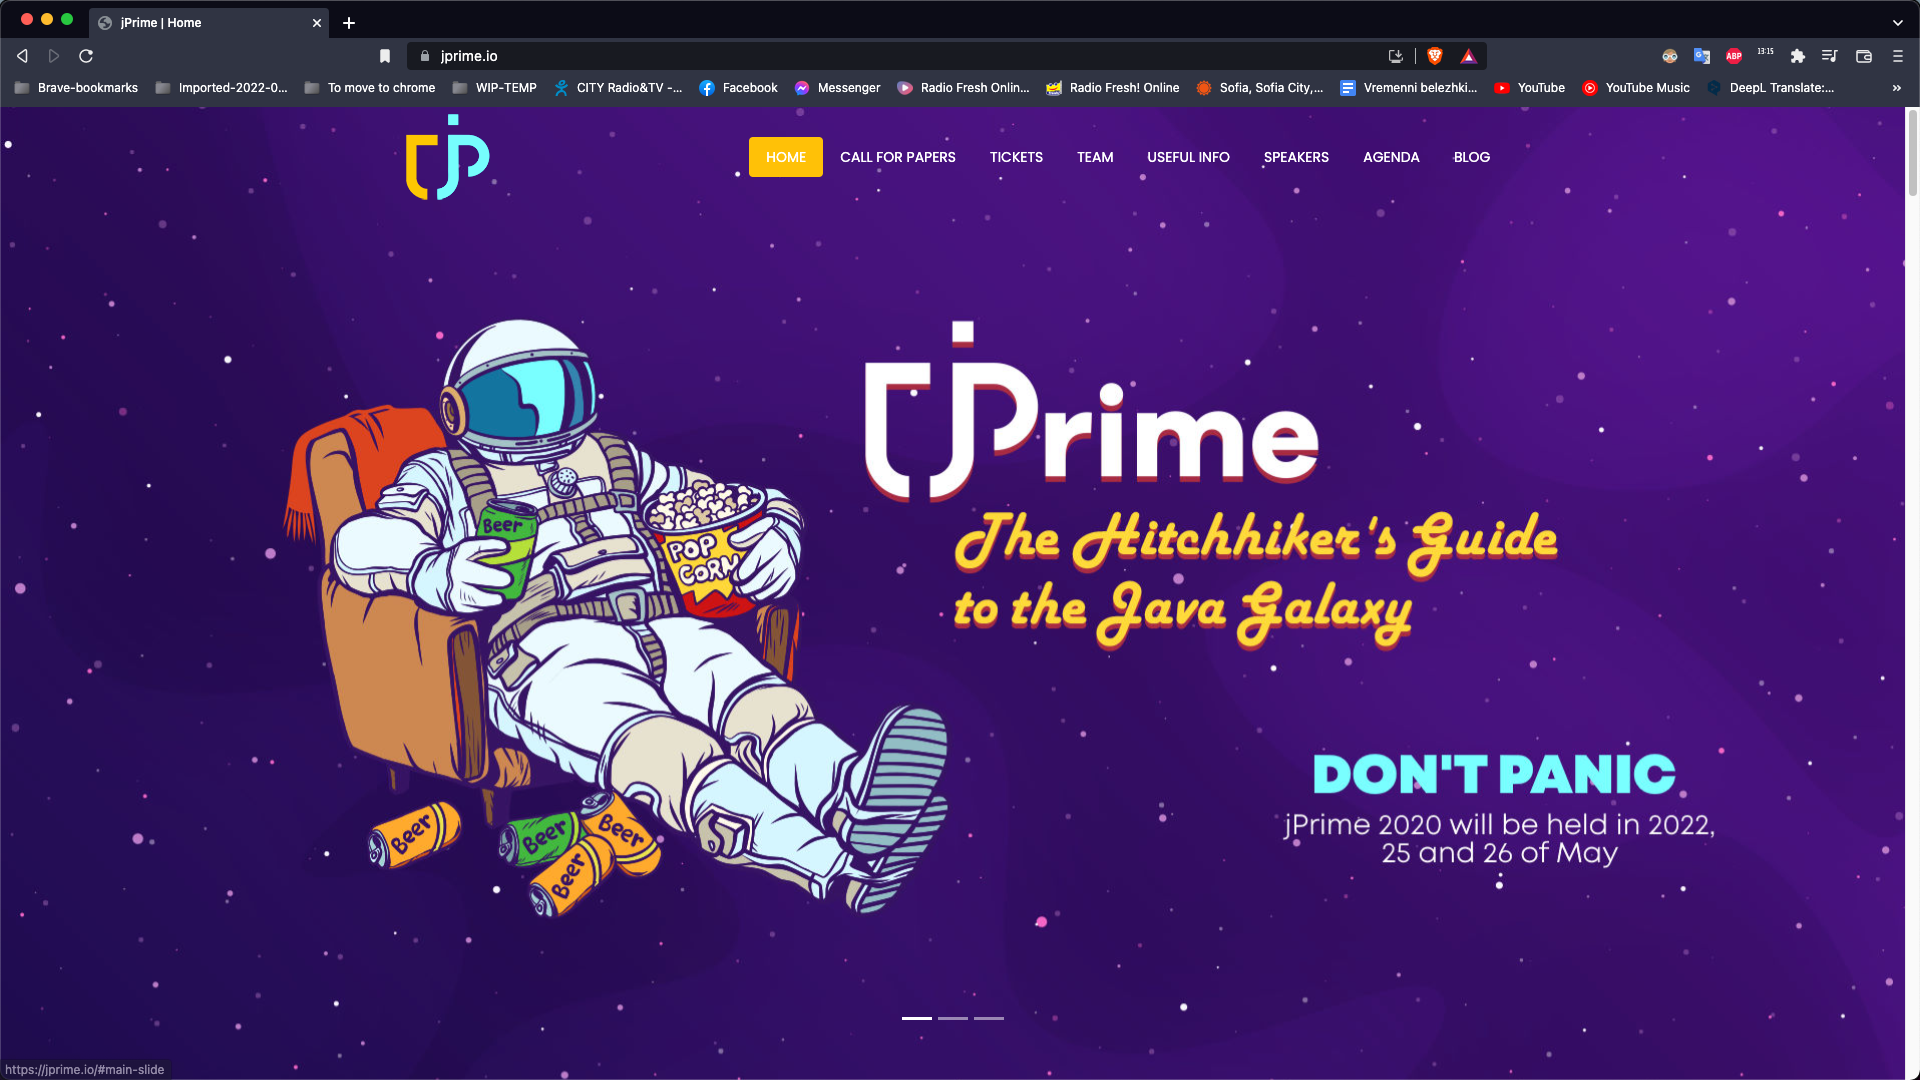 jPrime | Home
jprime.io
ABP
13:15
Brave-bookmarks
Imported-2022-0...
To move to chrome
WIP-TEMP
CITY Radio&TV -...
Facebook
Messenger
Radio Fresh Onlin...
Radio Fresh! Online
Sofia, Sofia City,...
Vremenni belezhki...
YouTube
YouTube Music
DeepL Translate:...
jP
HOME
CALL FOR PAPERS
TICKETS
TEAM
USEFUL INFO
SPEAKERS
AGENDA
BLOG
jPrime
The Hitchhiker's Guide
to the Java Galaxy
Beer
POP
CORN
DON'T PANIC
jPrime 2020 will be held in 2022,
25 and 26 of May
Beer
Beer
Beer
Beer
https://jprime.io/#main-slide